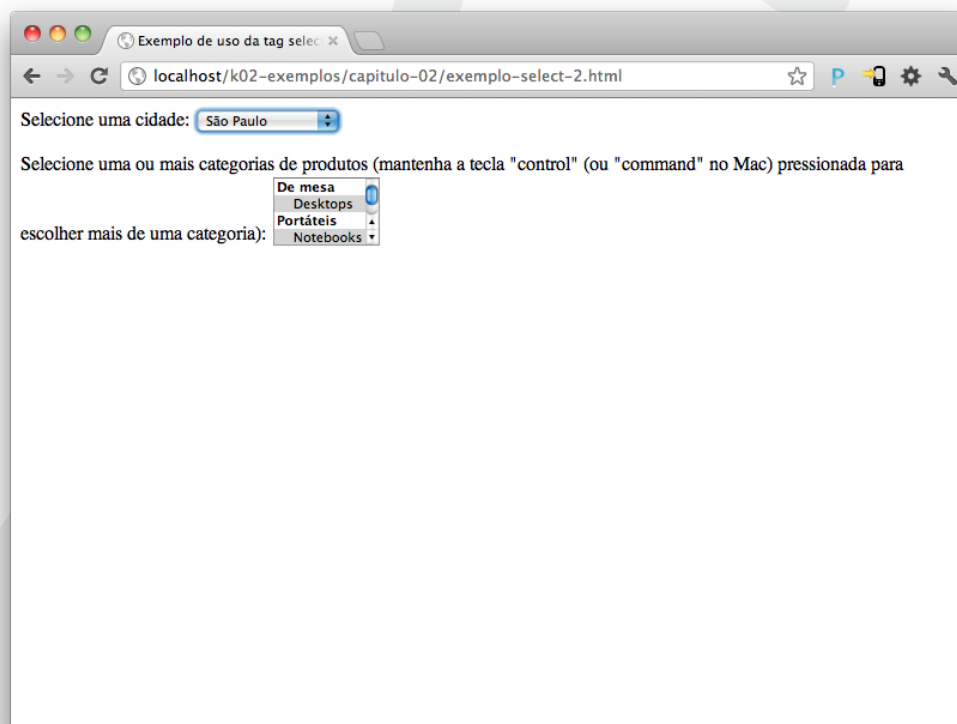 Exemplo de uso da tag selec
localhost/k02-exemplos/capitulo-02/exemplo-select-2.html
P
Selecione uma cidade: São Paulo
Selecione uma ou mais categorias de produtos (mantenha a tecla "control" (ou "command" no Mac) pressionada para
De mesa
Desktops
Portáteis
escolher mais de uma categoria): Notebooks